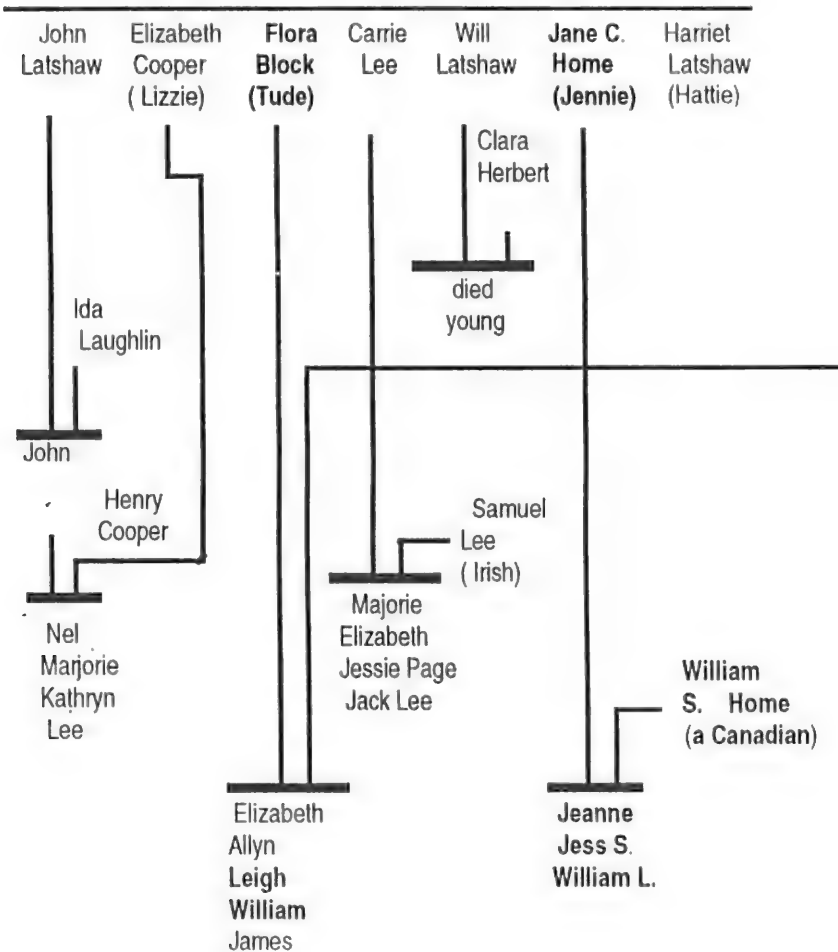 John
Latshaw
Elizabeth
Cooper
( Lizzie)
Flora
Block
(Tude)
Carrie
Lee
Will
Latshaw
Jane C.
Home
(Jennie)
Harriet
Latshaw
(Hattie)
Clara
Herbert
died
young
Ida
Laughlin
John
Henry
Cooper
Samuel
Lee
( Irish)
Nel
Marjorie
Kathryn
Lee
Majorie
Elizabeth
Jessie Page
Jack Lee
William
S. Home
(a Canadian)
Elizabeth
Allyn
Leigh
William
James
Jeanne
Jess S.
William L.